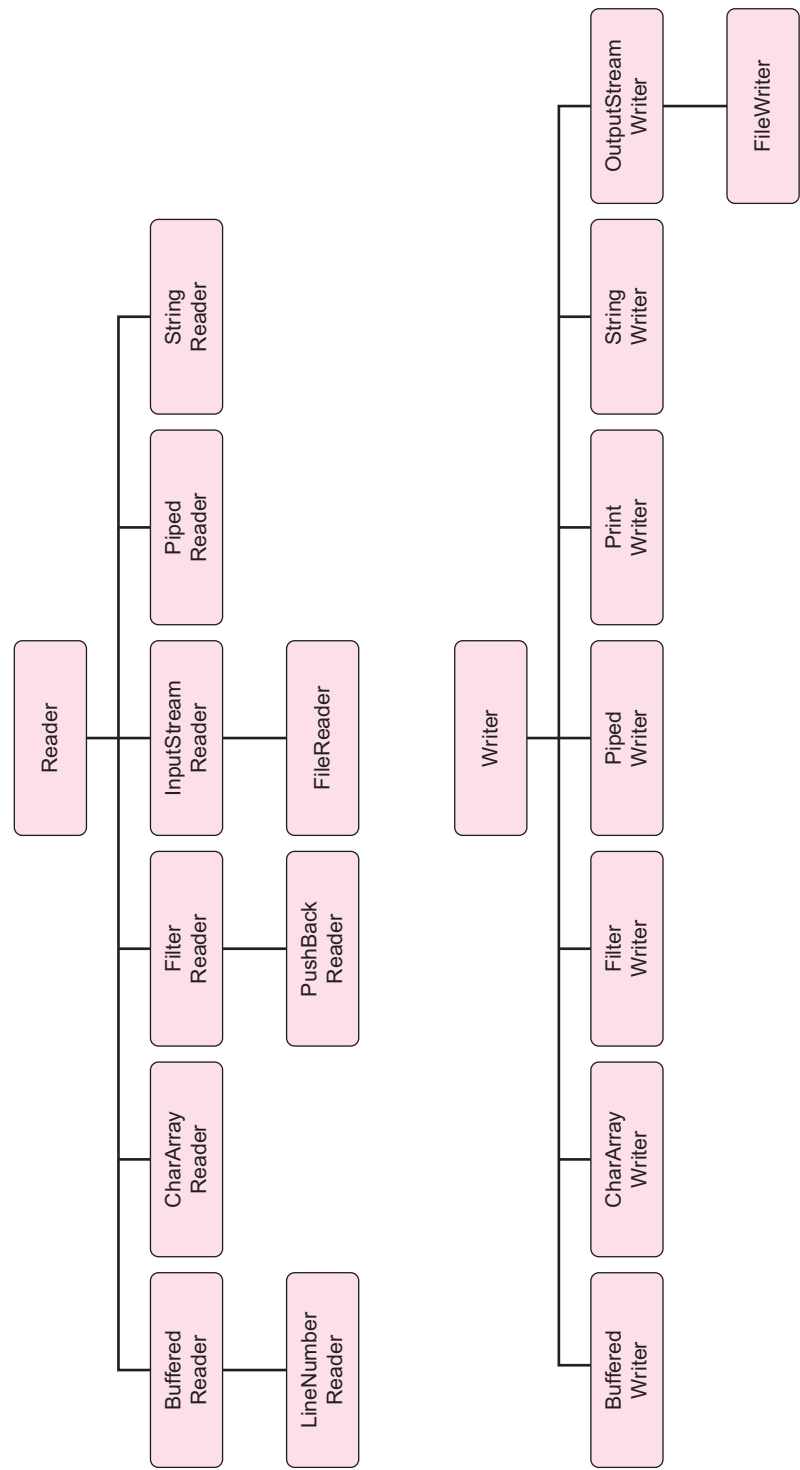 Reader
Buffered
Reader
CharArray
Reader
Filter
Reader
InputStream
Reader
Piped
Reader
String
Reader
LineNumber
Reader
PushBack
Reader
FileReader
Writer
Buffered
Writer
CharArray
Writer
Filter
Writer
Piped
Writer
Print
Writer
String
Writer
OutputStream
Writer
FileWriter